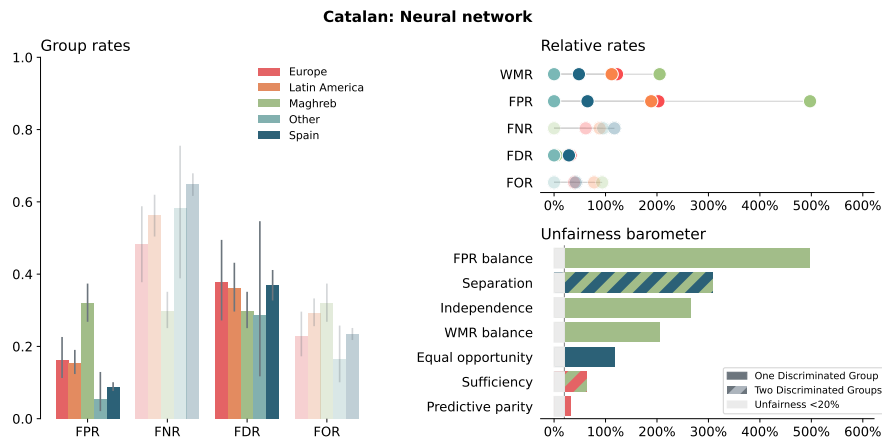 Catalan: Neural network
Group rates
1.0
0.8
0.6
0.4
0.2
0.0
FPR
FNR
FDR
FOR
Europe
Latin America
Maghreb
Other
Spain
Relative rates
WMR
FPR
FNR
FDR
FOR
0% 100% 200% 300% 400% 500% 600%
Unfairness barometer
FPR balance
Separation
Independence
WMR balance
Equal opportunity
Sufficiency
Predictive parity
One Discriminated Group
Two Discriminated Groups
Unfairness <20%
0% 100% 200% 300% 400% 500% 600%